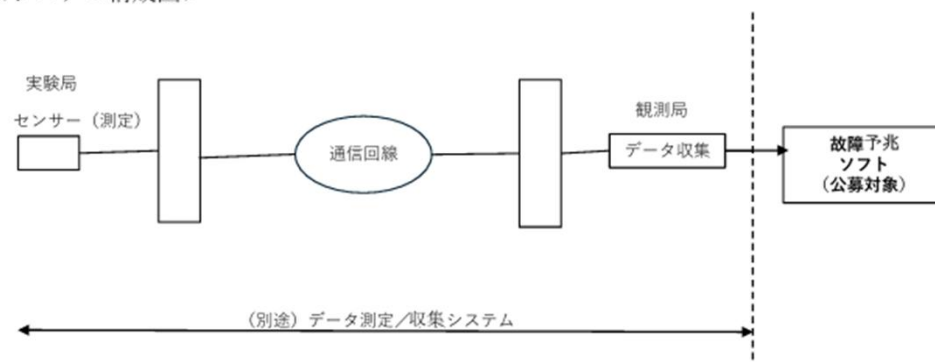 実験局
センサー（測定）
通信回線
観測局
データ収集
故障予兆
ソフト
（公募対象）
（別途）データ測定／収集システム